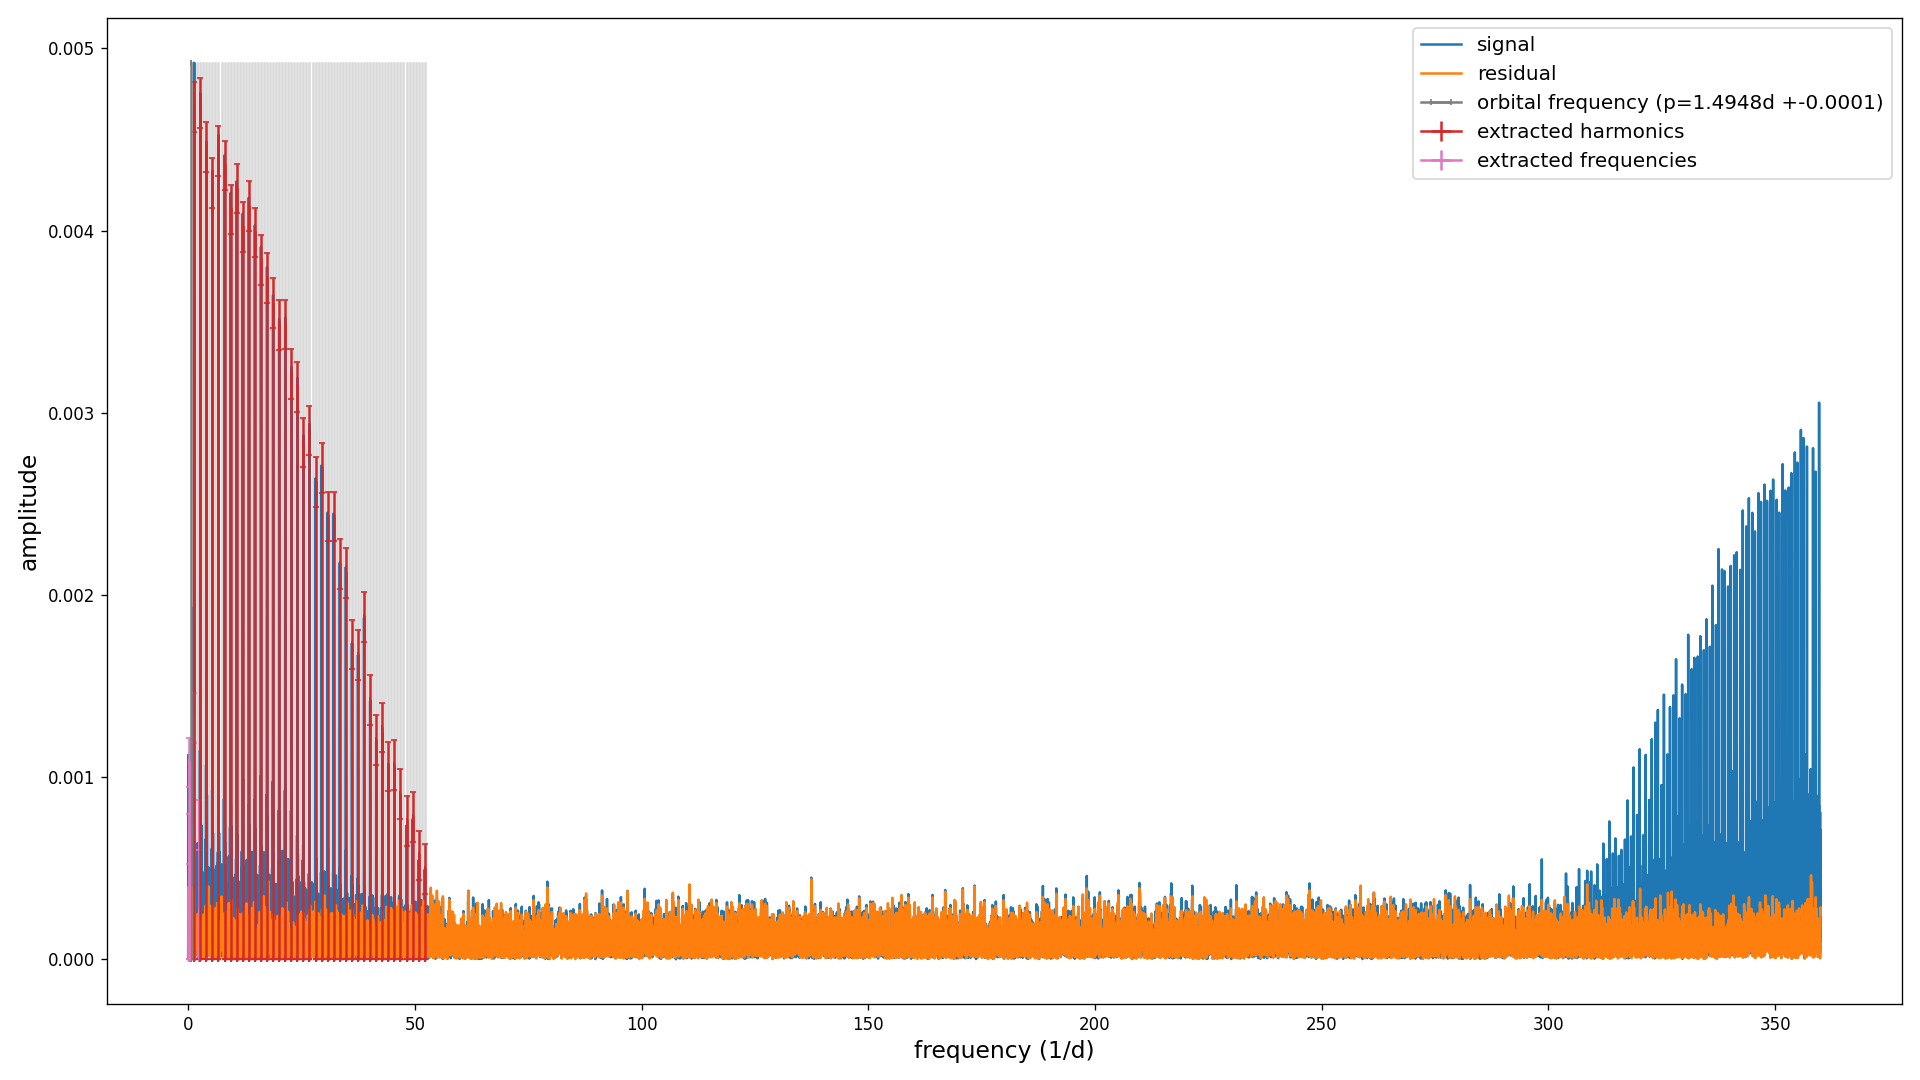 signal
residual
orbital frequency (p=1.4948d +-0.0001)
extracted harmonics
extracted frequencies
0.005
0.004
0.003
0.002
0.001
0.000
amplitude
0 50 100 150 200 250 300 350
frequency (1/d)